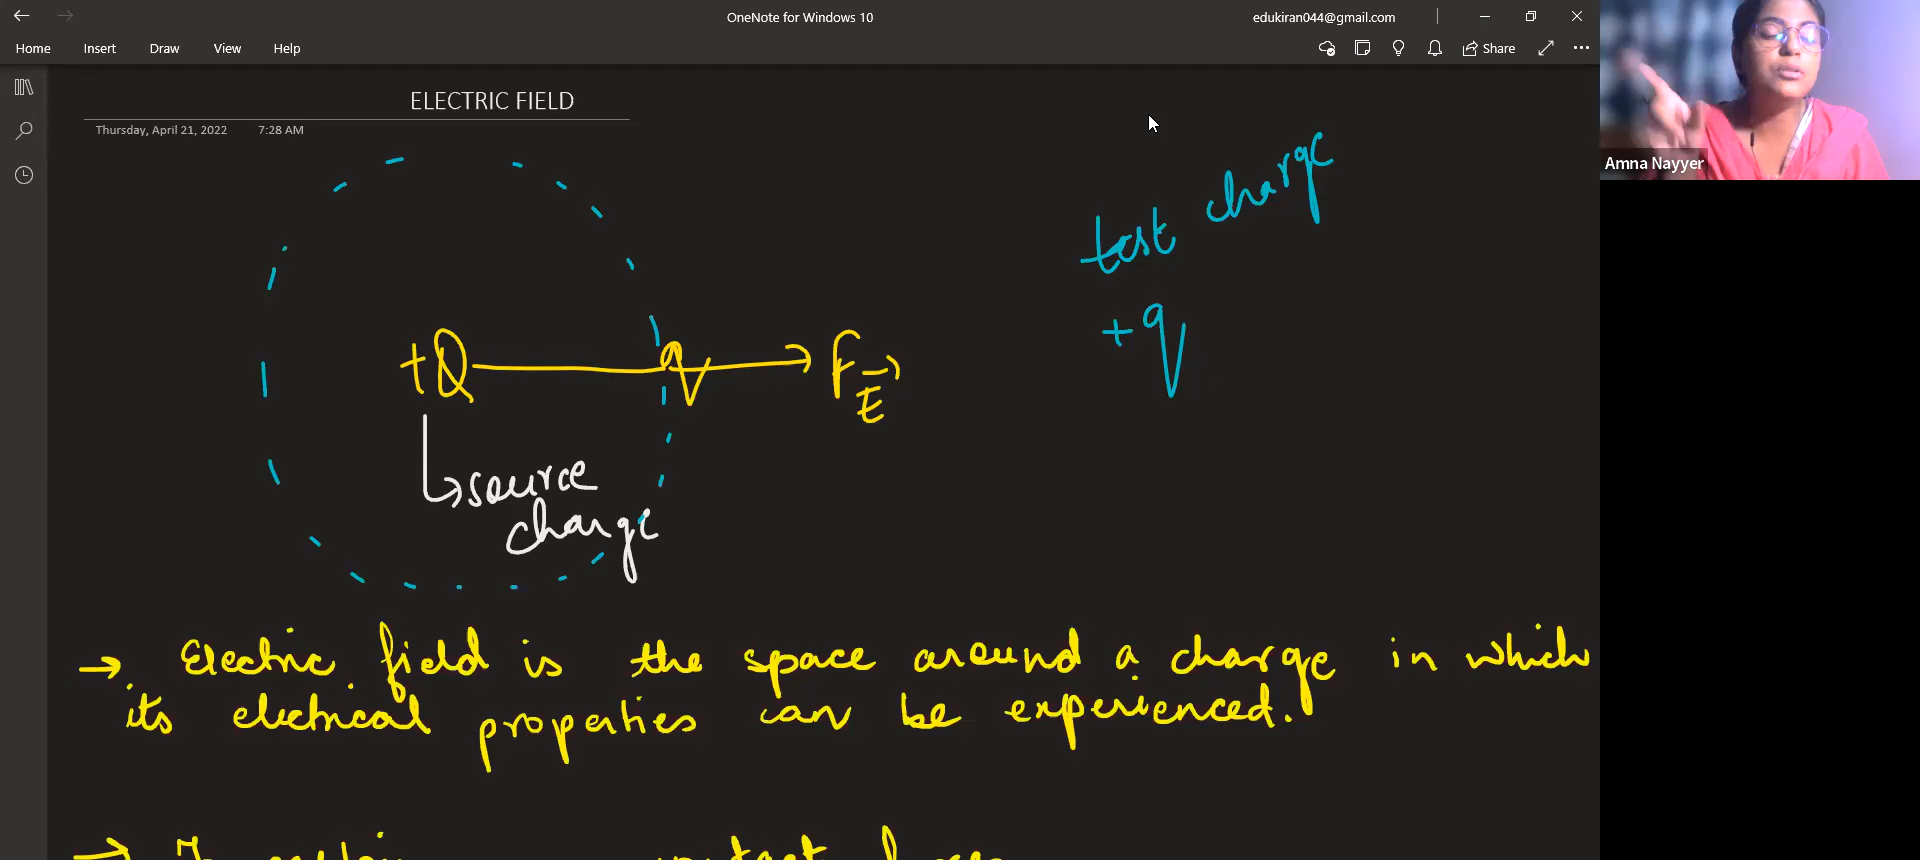 OneNote for Windows 10
edukiran044@gmail.com
Home Insert Draw View Help
Share
ELECTRIC FIELD
Thursday, April 21, 2022 7:28 AM
Amna Nayyer
test charge
+q
+Q q F
E
source
charge
→ Electric field is the space around a charge in which
its electrical properties can be experienced.
→